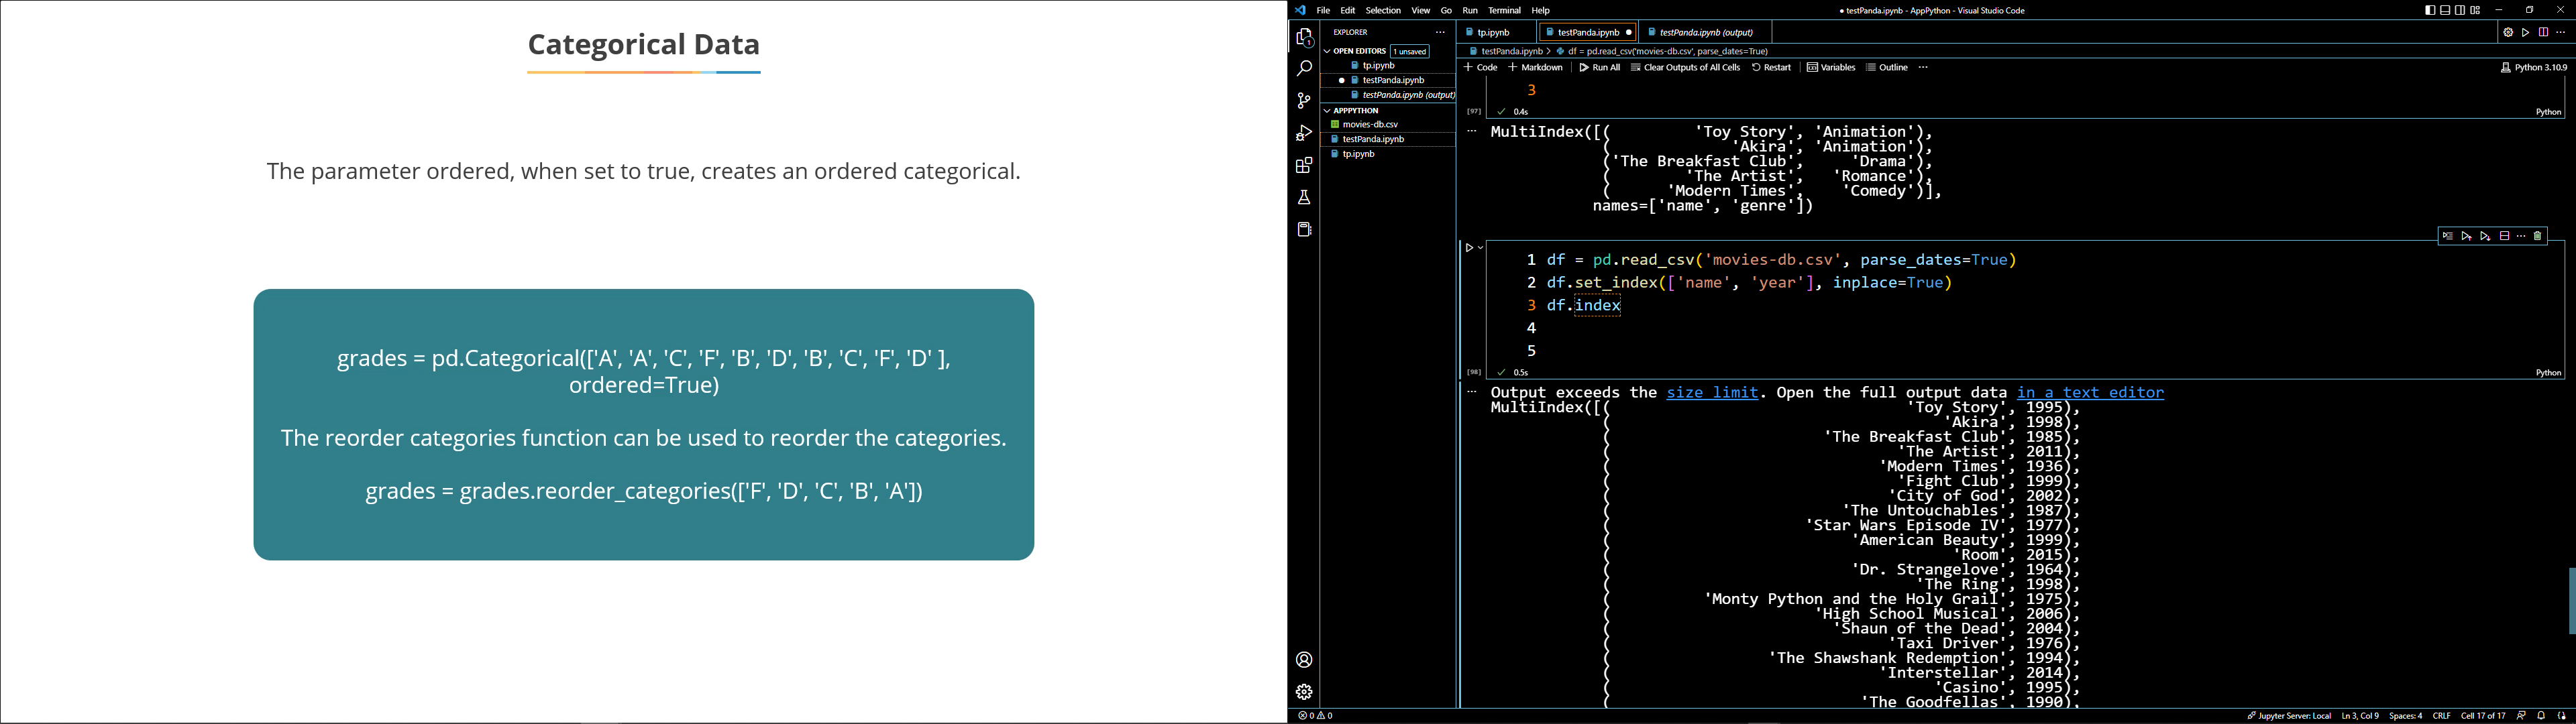 Categorical Data
The parameter ordered, when set to true, creates an ordered categorical.
grades = pd.Categorical(['A', 'A', 'C', 'F', 'B', 'D', 'B', 'C', 'F', 'D' ],
ordered=True)
The reorder categories function can be used to reorder the categories.
grades = grades.reorder_categories(['F', 'D', 'C', 'B', 'A'])
File Edit Selection View Go Run Terminal Help
● testPanda.ipynb - AppPython - Visual Studio Code
EXPLORER ...
OPEN EDITORS 1 unsaved
tp.ipynb
● testPanda.ipynb
testPanda.ipynb (output)
APPPYTHON
movies-db.csv
testPanda.ipynb
tp.ipynb
1
tp.ipynb testPanda.ipynb ● testPanda.ipynb (output)
testPanda.ipynb > df = pd.read_csv('movies-db.csv', parse_dates=True)
+ Code + Markdown Run All Clear Outputs of All Cells Restart Variables Outline ... Python 3.10.9
3
[97] ✓ 0.4s Python
... MultiIndex([( 'Toy Story', 'Animation'),
( 'Akira', 'Animation'),
('The Breakfast Club', 'Drama'),
( 'The Artist', 'Romance'),
( 'Modern Times', 'Comedy')],
names=['name', 'genre'])
1 df = pd.read_csv('movies-db.csv', parse_dates=True)
2 df.set_index(['name', 'year'], inplace=True)
3 df.index
4
5
[98] ✓ 0.5s Python
... Output exceeds the size limit. Open the full output data in a text editor
MultiIndex([( 'Toy Story', 1995),
( 'Akira', 1998),
( 'The Breakfast Club', 1985),
( 'The Artist', 2011),
( 'Modern Times', 1936),
( 'Fight Club', 1999),
( 'City of God', 2002),
( 'The Untouchables', 1987),
( 'Star Wars Episode IV', 1977),
( 'American Beauty', 1999),
( 'Room', 2015),
( 'Dr. Strangelove', 1964),
( 'The Ring', 1998),
( 'Monty Python and the Holy Grail', 1975),
( 'High School Musical', 2006),
( 'Shaun of the Dead', 2004),
( 'Taxi Driver', 1976),
( 'The Shawshank Redemption', 1994),
( 'Interstellar', 2014),
( 'Casino', 1995),
( 'The Goodfellas', 1990),
0 0 Jupyter Server: Local Ln 3, Col 9 Spaces: 4 CRLF Cell 17 of 17